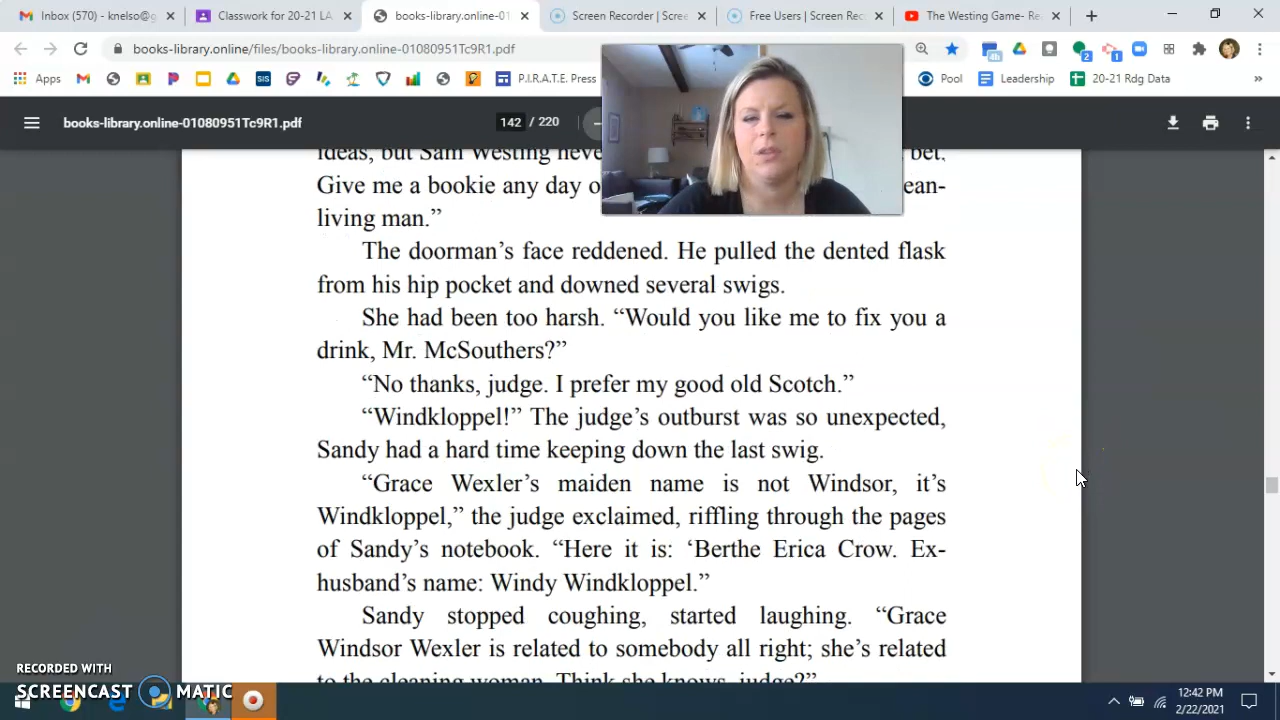 Inbox (570) - knelso@g
Classwork for 20-21 LA
books-library.online-01
Screen Recorder | Scre
Free Users | Screen Rec
The Westing Game- Re
books-library.online/files/books-library.online-01080951Tc9R1.pdf
Apps
SIS
P.I.R.A.T.E. Press
Pool
Leadership
20-21 Rdg Data
books-library.online-01080951Tc9R1.pdf
142 / 220
ideas, but Sam Westing neve bet.
Give me a bookie any day o ean-
living man.”
The doorman’s face reddened. He pulled the dented flask
from his hip pocket and downed several swigs.
She had been too harsh. “Would you like me to fix you a
drink, Mr. McSouthers?”
“No thanks, judge. I prefer my good old Scotch.”
“Windkloppel!” The judge’s outburst was so unexpected,
Sandy had a hard time keeping down the last swig.
“Grace Wexler’s maiden name is not Windsor, it’s
Windkloppel,” the judge exclaimed, riffling through the pages
of Sandy’s notebook. “Here it is: ‘Berthe Erica Crow. Ex-
husband’s name: Windy Windkloppel.”
Sandy stopped coughing, started laughing. “Grace
Windsor Wexler is related to somebody all right; she’s related
to the cleaning woman. Think she knows, judge?”
RECORDED WITH
SCREENCAST MATIC
12:42 PM
2/22/2021